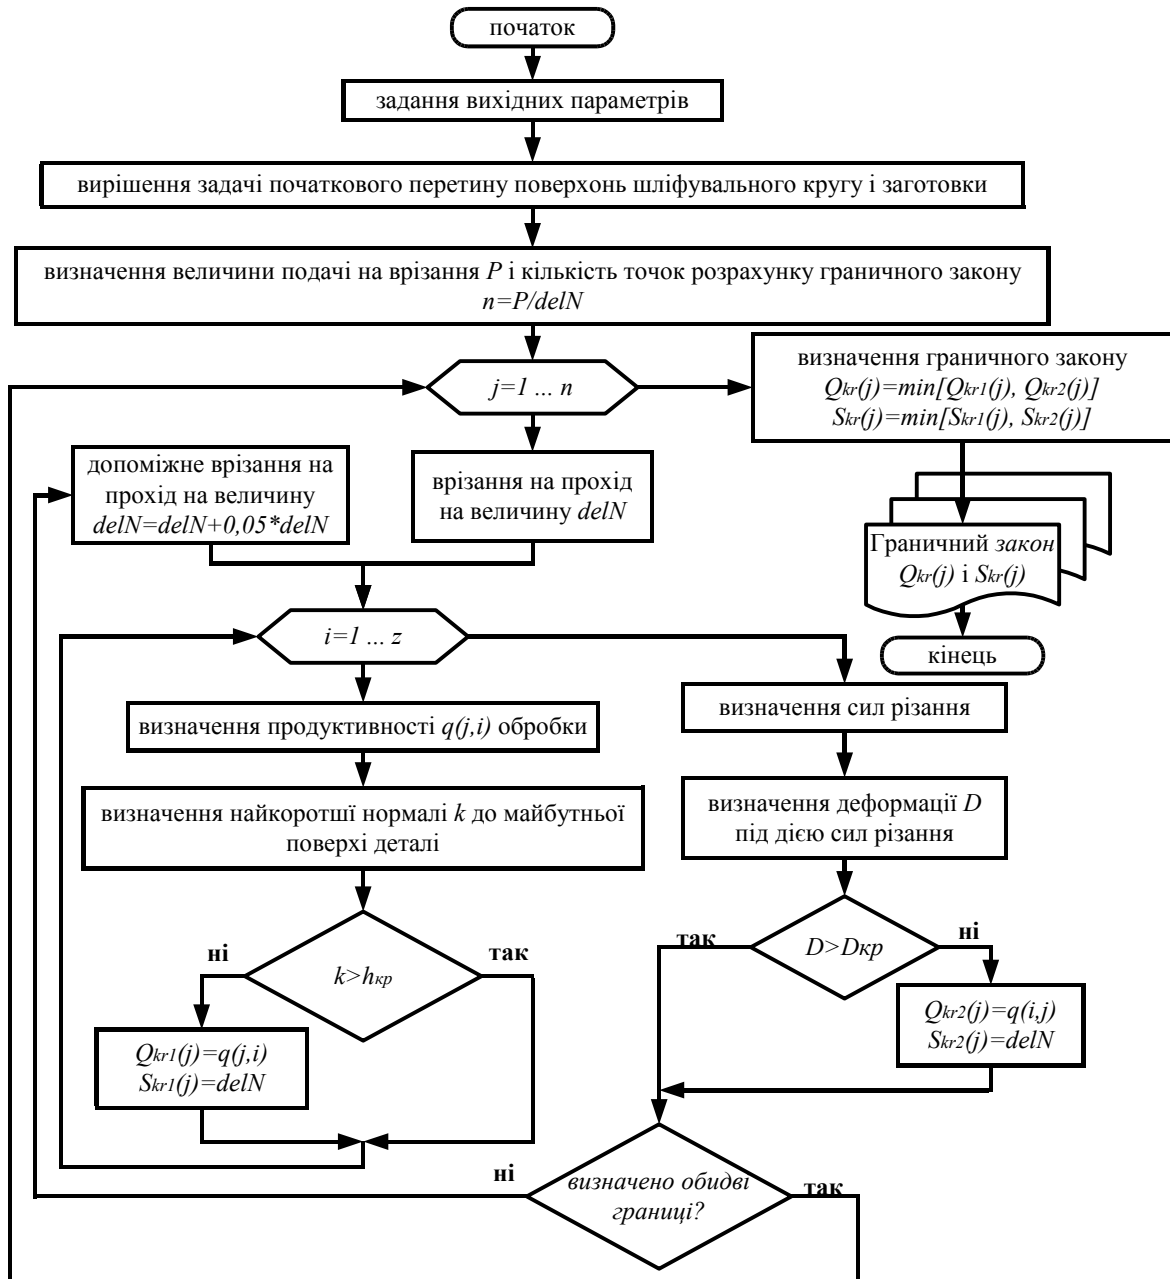 початок
задання вихідних параметрів
вирішення задачі початкового перетину поверхонь шліфувального кругу і заготовки
визначення величини подачі на врізання P і кількість точок розрахунку граничного закону
n=P/delN
j=1 ... n
визначення граничного закону
Qkr(j)=min[Qkr1(j), Qkr2(j)]
Skr(j)=min[Skr1(j), Skr2(j)]
допоміжне врізання на
прохід на величину
delN=delN+0,05*delN
врізання на прохід
на величину delN
Граничний закон
Qkr(j) і Skr(j)
кінець
i=1 ... z
визначення продуктивності q(j,i) обробки
визначення найкоротшї нормалі k до майбутньої
поверхі деталі
ні
k>hкр
так
Qkr1(j)=q(j,i)
Skr1(j)=delN
визначення сил різання
визначення деформації D
під дією сил різання
так
D>Dкр
ні
Qkr2(j)=q(i,j)
Skr2(j)=delN
ні
визначено обидві
границі?
так